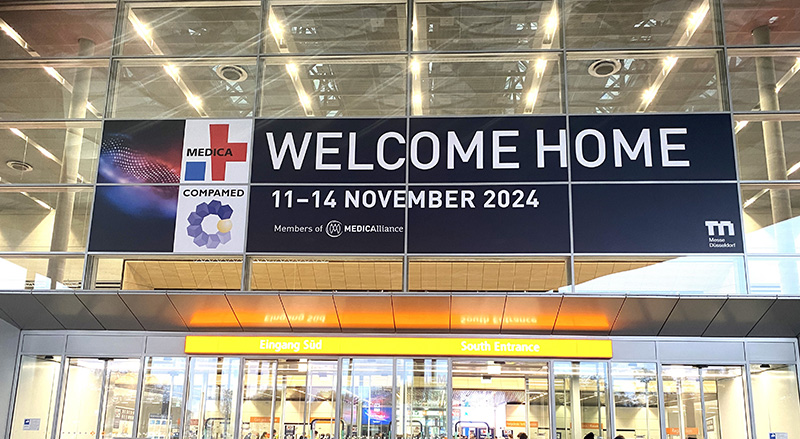 MEDICA
COMPAMED
WELCOME HOME
11–14 NOVEMBER 2024
Members of MEDICAlliance
Messe
Düsseldorf
Eingang Süd
South Entrance